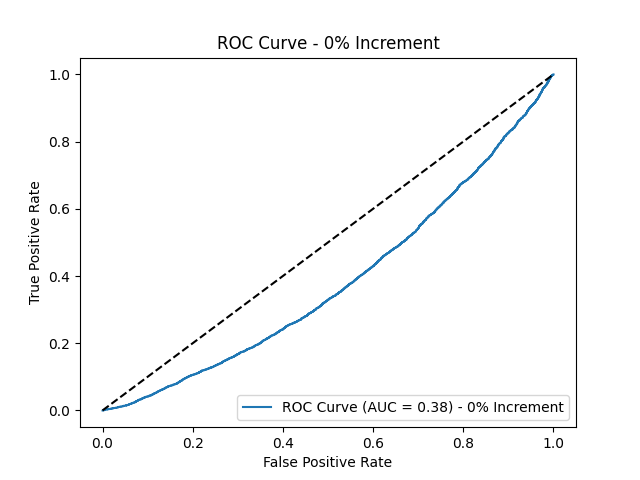 ROC Curve - 0% Increment
True Positive Rate
1.0
0.8
0.6
0.4
0.2
0.0
ROC Curve (AUC = 0.38) - 0% Increment
0.0 0.2 0.4 0.6 0.8 1.0
False Positive Rate